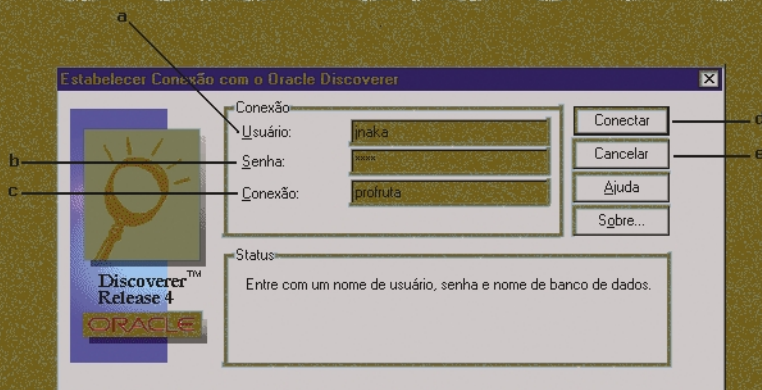 a
Estabelecer Conexão com o Oracle Discoverer
Conexão
Usuário: jnaka
Conectar
d
b
Senha: xxxx
Cancelar
e
c
Conexão: profruta
Ajuda
Sobre...
Status
Entre com um nome de usuário, senha e nome de banco de dados.
Discoverer™
Release 4
ORACLE